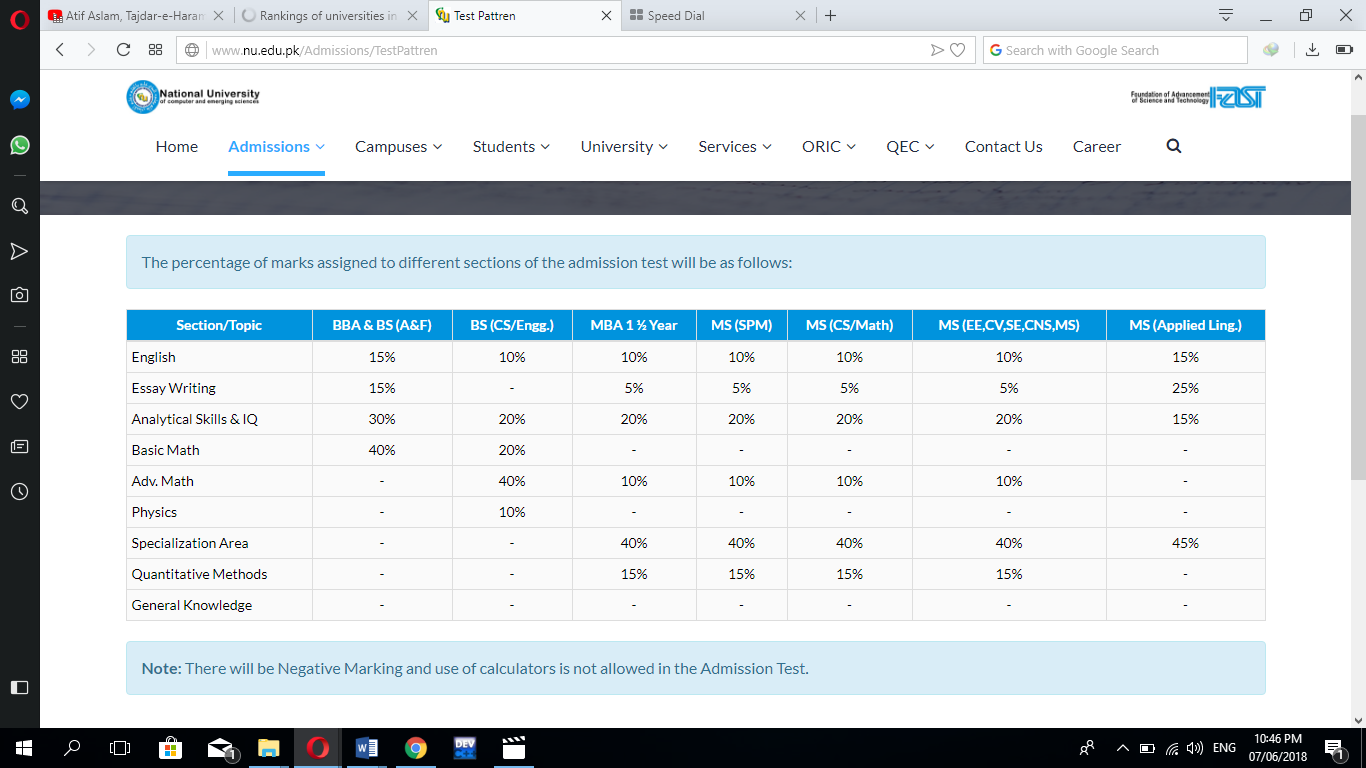 Atif Aslam, Tajdar-e-Haram
Rankings of universities in
Test Pattren
Speed Dial
www.nu.edu.pk/Admissions/TestPattren
Search with Google Search
National University
of computer and emerging sciences
Foundation of Advancement
of Science and Technology
FAST
Home Admissions Campuses Students University Services ORIC QEC Contact Us Career
The percentage of marks assigned to different sections of the admission test will be as follows:
Section/Topic BBA & BS (A&F) BS (CS/Engg.) MBA 1 ½ Year MS (SPM) MS (CS/Math) MS (EE,CV,SE,CNS,MS) MS (Applied Ling.)
English 15% 10% 10% 10% 10% 10% 15%
Essay Writing 15% - 5% 5% 5% 5% 25%
Analytical Skills & IQ 30% 20% 20% 20% 20% 20% 15%
Basic Math 40% 20% - - - - -
Adv. Math - 40% 10% 10% 10% 10% -
Physics - 10% - - - - -
Specialization Area - - 40% 40% 40% 40% 45%
Quantitative Methods - - 15% 15% 15% 15% -
General Knowledge - - - - - - -
Note: There will be Negative Marking and use of calculators is not allowed in the Admission Test.
1
W
DEV
C++
ENG
10:46 PM
07/06/2018
1